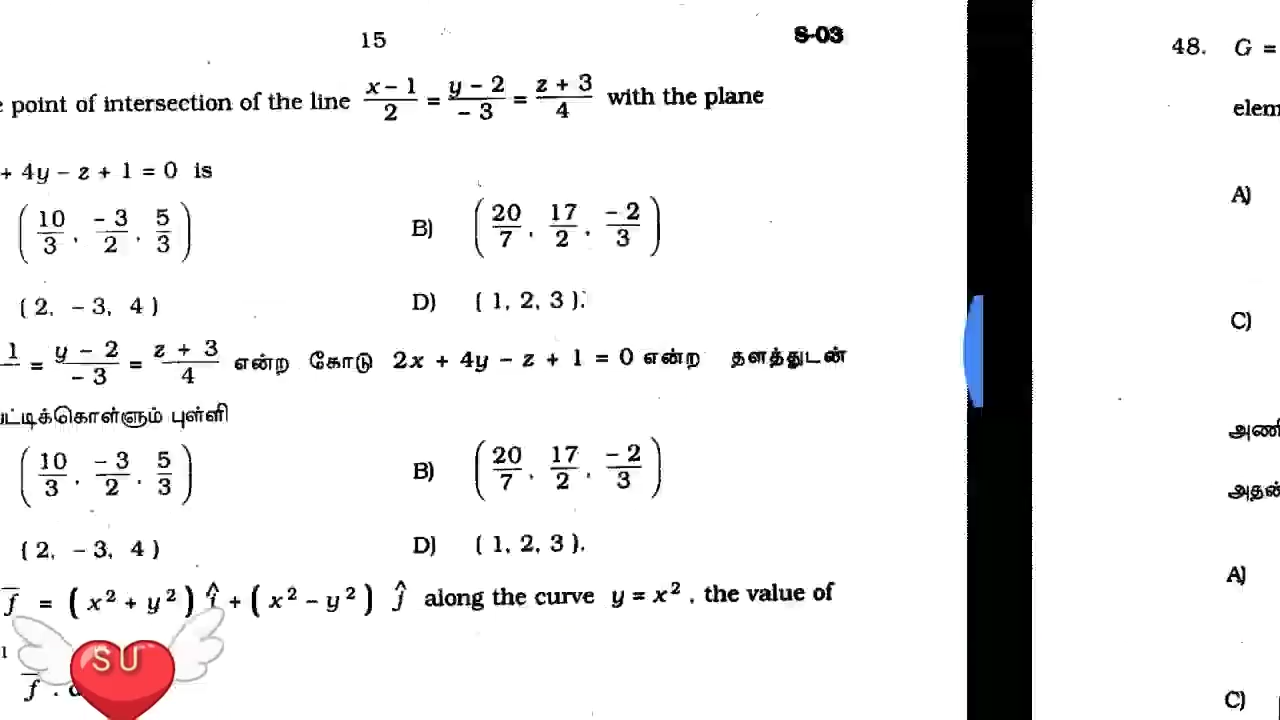 15 S-03
point of intersection of the line (x − 1)/2 = (y − 2)/−3 = (z + 3)/4 with the plane
+ 4y − z + 1 = 0 is
(10/3, −3/2, 5/3) B) (20/7, 17/2, −2/3)
(2, −3, 4) D) (1, 2, 3).
1 = (y − 2)/−3 = (z + 3)/4 என்ற கோடு 2x + 4y − z + 1 = 0 என்ற தளத்துடன்
ட்டிக்கொள்ளும் புள்ளி
(10/3, −3/2, 5/3) B) (20/7, 17/2, −2/3)
(2, −3, 4) D) (1, 2, 3).
f̅ = (x² + y²) î + (x² − y²) ĵ along the curve y = x², the value of
1
f̅ .
SU
48. G =
elem
A)
C)
அணி
அதன்
A)
C)